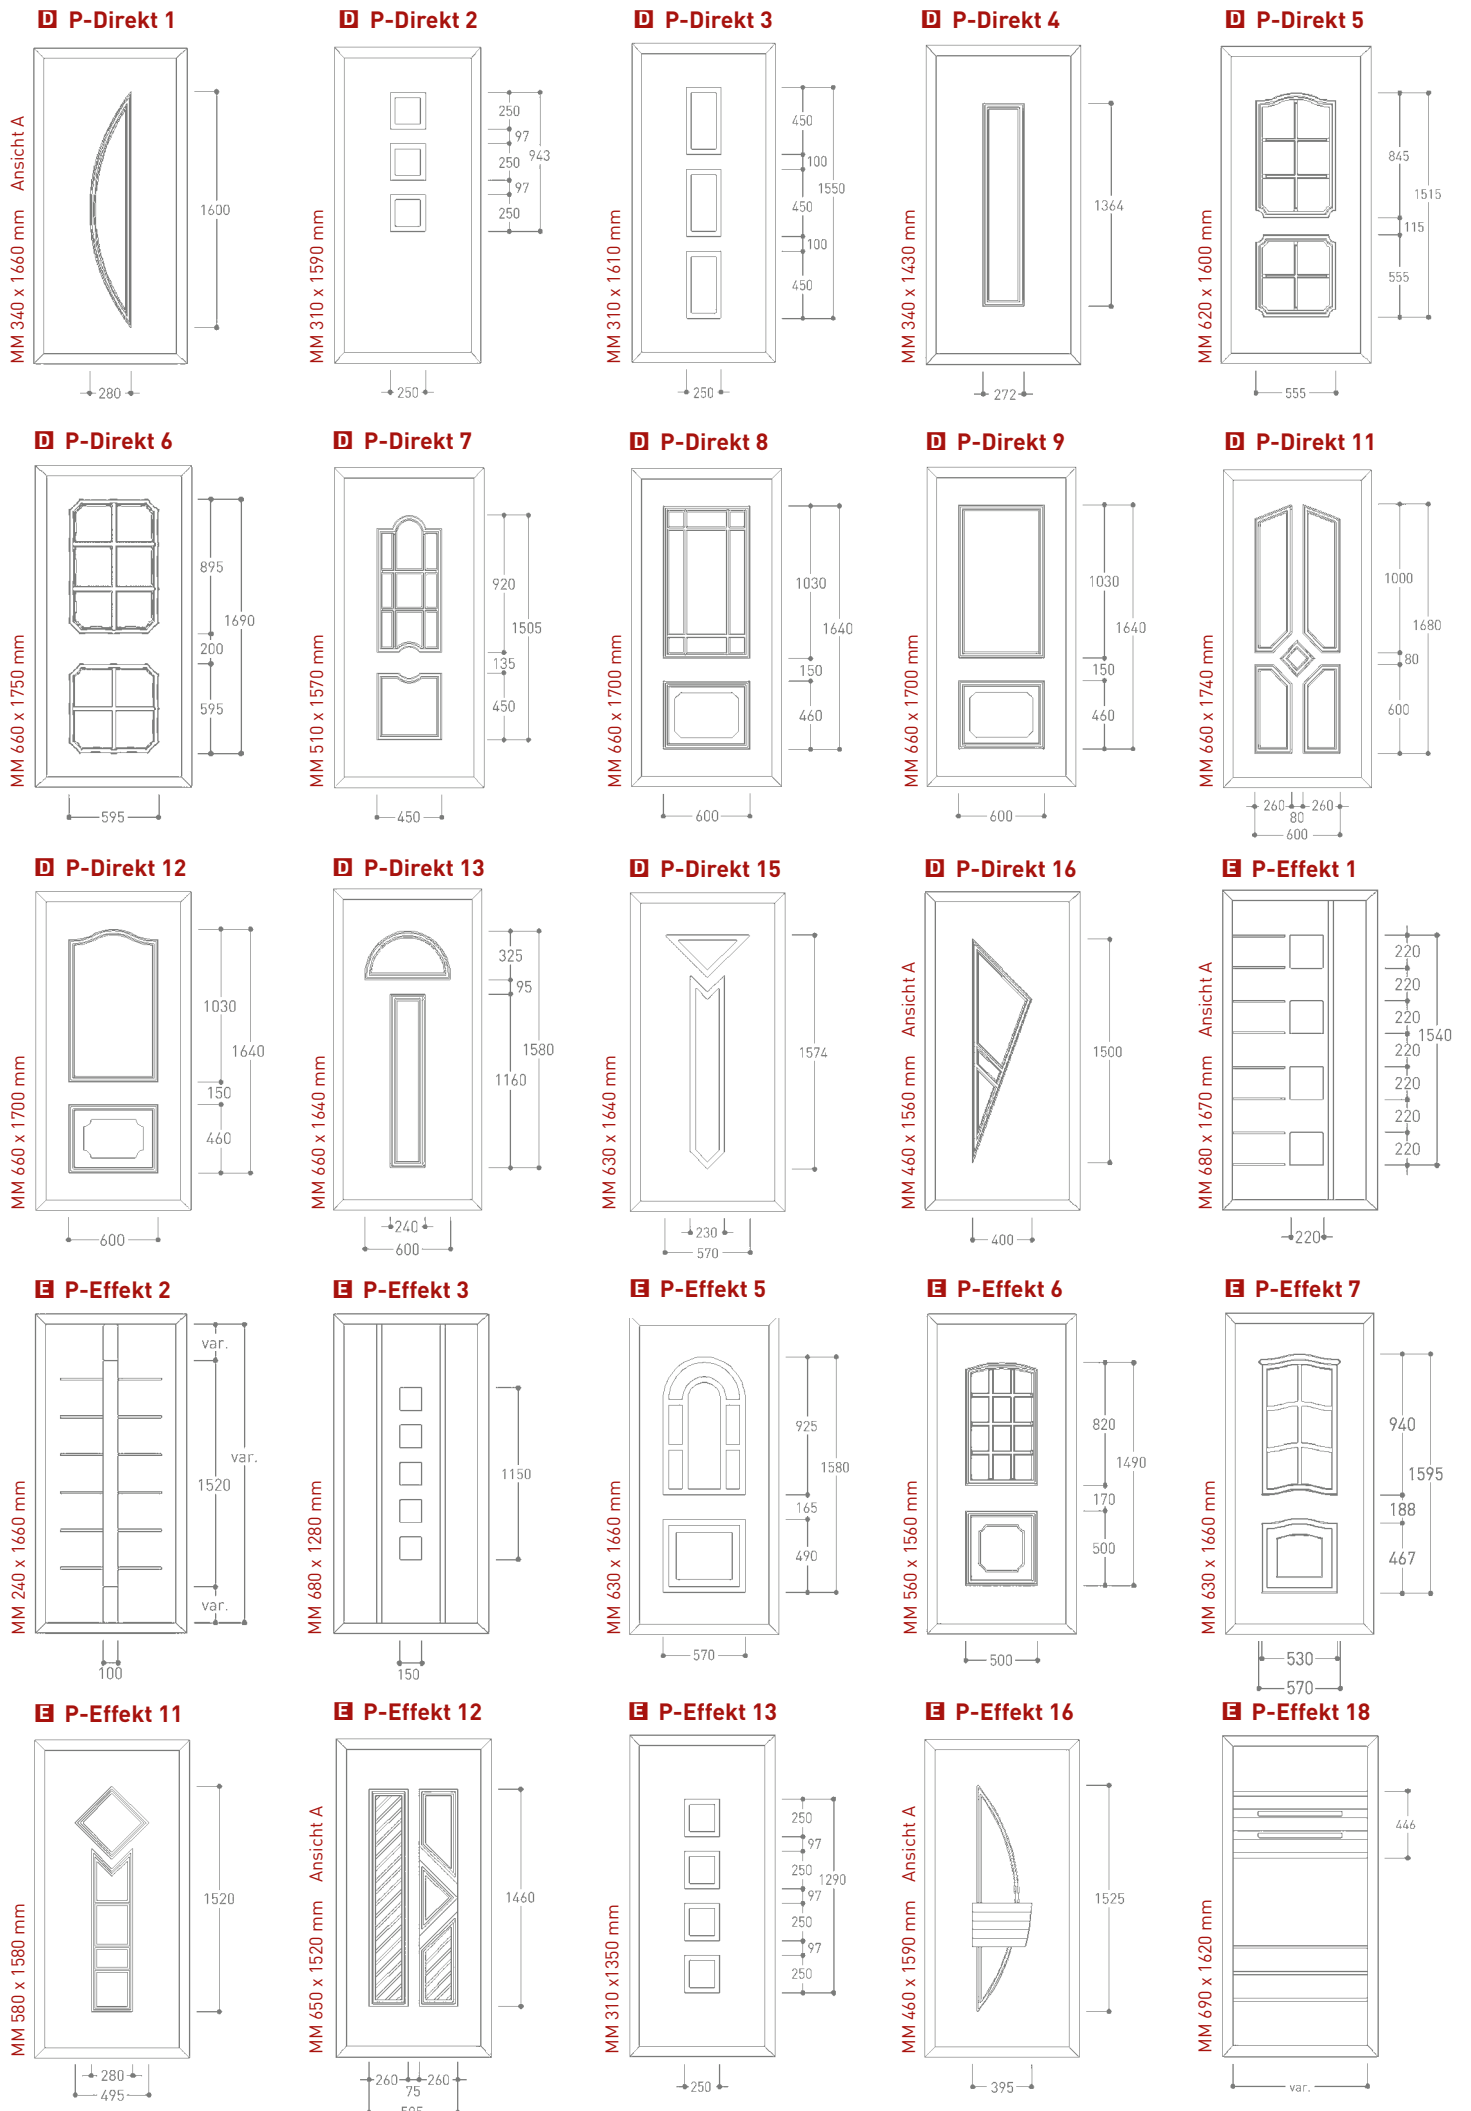 D P-Direkt 1
MM 340 x 1660 mm Ansicht A
1600
280
D P-Direkt 2
MM 310 x 1590 mm
250
97
250
97
250
943
250
D P-Direkt 3
MM 310 x 1610 mm
450
100
450
100
450
1550
250
D P-Direkt 4
MM 340 x 1430 mm
1364
272
D P-Direkt 5
MM 620 x 1600 mm
845
115
555
1515
555
D P-Direkt 6
MM 660 x 1750 mm
895
200
595
1690
595
D P-Direkt 7
MM 510 x 1570 mm
920
135
450
1505
450
D P-Direkt 8
MM 660 x 1700 mm
1030
150
460
1640
600
D P-Direkt 9
MM 660 x 1700 mm
1030
150
460
1640
600
D P-Direkt 11
MM 660 x 1740 mm
1000
80
600
1680
260 260
80
600
D P-Direkt 12
MM 660 x 1700 mm
1030
150
460
1640
600
D P-Direkt 13
MM 660 x 1640 mm
325
95
1160
1580
240
600
D P-Direkt 15
MM 630 x 1640 mm
1574
230
570
D P-Direkt 16
MM 460 x 1560 mm Ansicht A
1500
400
E P-Effekt 1
MM 680 x 1670 mm Ansicht A
220
220
220
220
220
220
220
1540
220
E P-Effekt 2
MM 240 x 1660 mm
var.
1520
var.
var.
100
E P-Effekt 3
MM 680 x 1280 mm
1150
150
E P-Effekt 5
MM 630 x 1660 mm
925
165
490
1580
570
E P-Effekt 6
MM 560 x 1560 mm
820
170
500
1490
500
E P-Effekt 7
MM 630 x 1660 mm
940
188
467
1595
530
570
E P-Effekt 11
MM 580 x 1580 mm
1520
280
495
E P-Effekt 12
MM 650 x 1520 mm Ansicht A
1460
260 260
75
E P-Effekt 13
MM 310 x1350 mm
250
97
250
97
250
97
250
1290
250
E P-Effekt 16
MM 460 x 1590 mm Ansicht A
1525
395
E P-Effekt 18
MM 690 x 1620 mm
446
var.